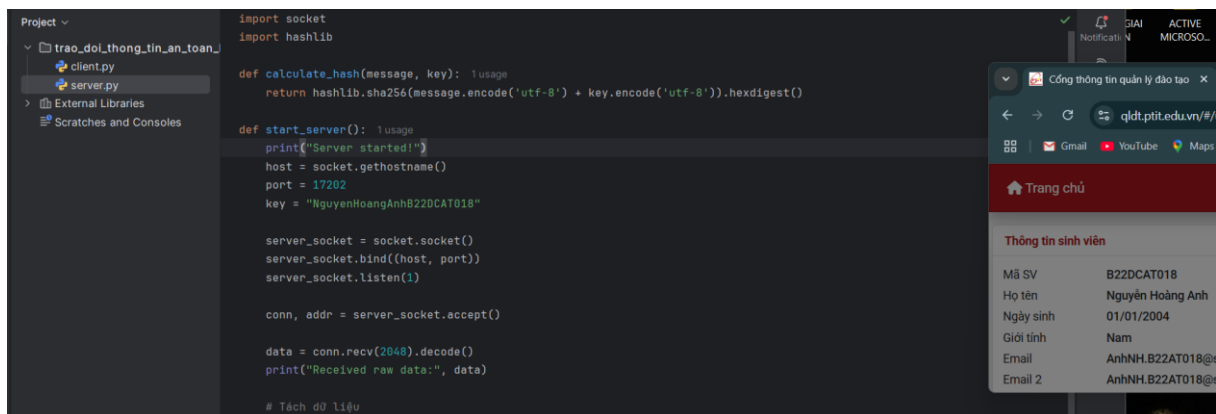 Project
trao_doi_thong_tin_an_toan_
client.py
server.py
External Libraries
Scratches and Consoles
import socket
import hashlib
def calculate_hash(message, key): 1 usage
return hashlib.sha256(message.encode('utf-8') + key.encode('utf-8')).hexdigest()
def start_server(): 1 usage
print("Server started!")
host = socket.gethostname()
port = 17202
key = "NguyenHoangAnhB22DCAT018"
server_socket = socket.socket()
server_socket.bind((host, port))
server_socket.listen(1)
conn, addr = server_socket.accept()
data = conn.recv(2048).decode()
print("Received raw data:", data)
# Tách dữ liệu
GIAI ACTIVE
Notificati N MICROSO...
Cổng thông tin quản lý đào tạo
qldt.ptit.edu.vn/#/
Gmail YouTube Maps
Trang chủ
Thông tin sinh viên
Mã SV B22DCAT018
Họ tên Nguyễn Hoàng Anh
Ngày sinh 01/01/2004
Giới tính Nam
Email AnhNH.B22AT018@s
Email 2 AnhNH.B22AT018@s